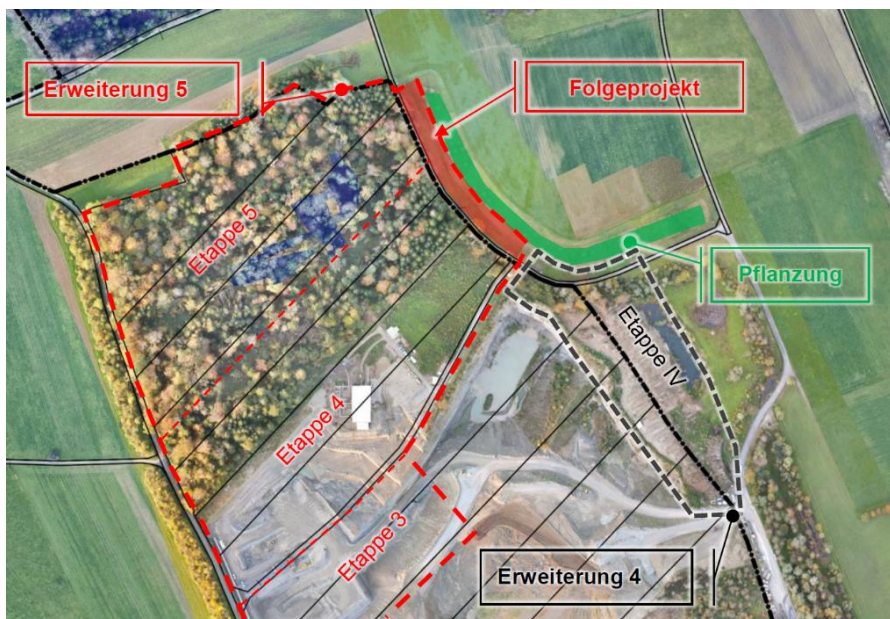 Erweiterung 5
Folgeprojekt
Etappe 5
Pflanzung
Etappe IV
Etappe 4
Etappe 3
Erweiterung 4